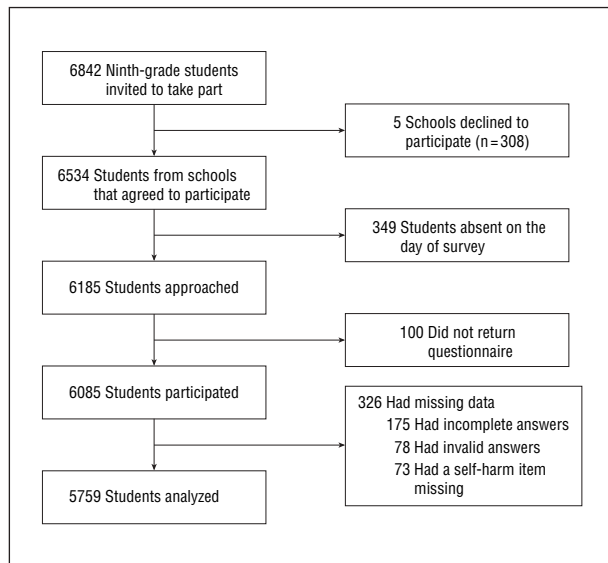 6842 Ninth-grade students
invited to take part
5 Schools declined to
participate (n=308)
6534 Students from schools
that agreed to participate
349 Students absent on the
day of survey
6185 Students approached
100 Did not return
questionnaire
6085 Students participated
326 Had missing data
175 Had incomplete answers
78 Had invalid answers
73 Had a self-harm item
missing
5759 Students analyzed